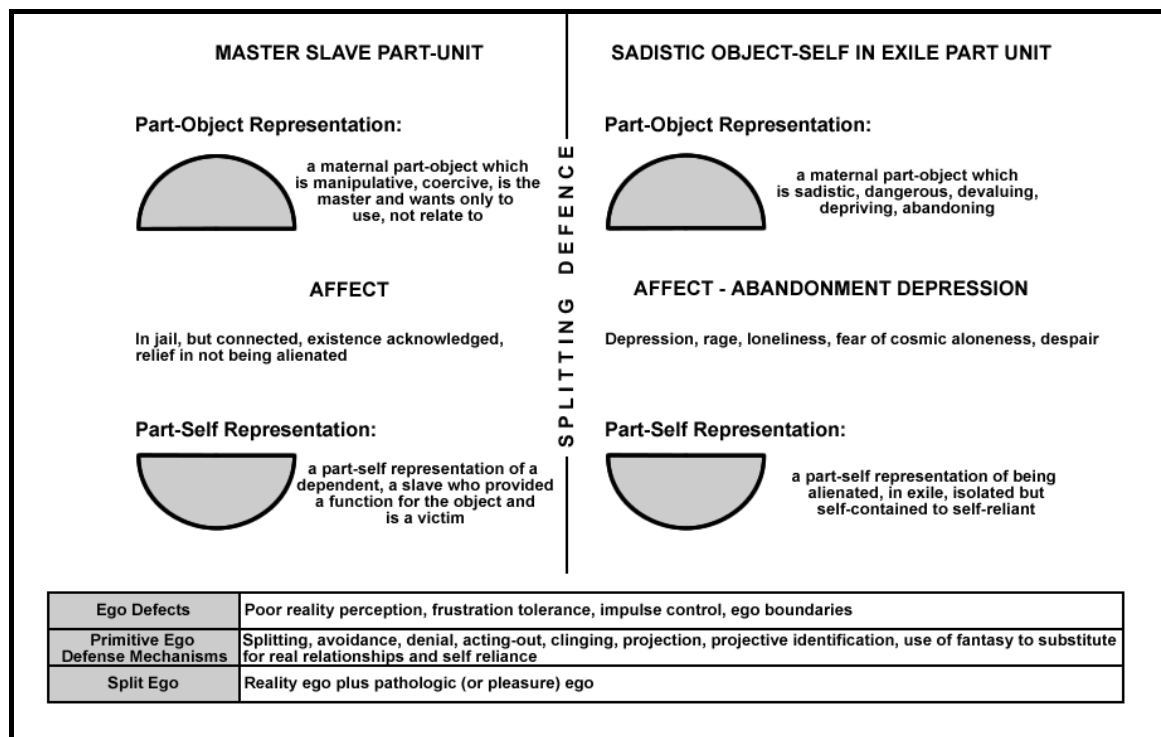 MASTER SLAVE PART-UNIT
Part-Object Representation:
a maternal part-object which
is manipulative, coercive, is the
master and wants only to
use, not relate to
AFFECT
In jail, but connected, existence acknowledged,
relief in not being alienated
Part-Self Representation:
a part-self representation of a
dependent, a slave who provided
a function for the object and
is a victim
SPLITTING DEFENCE
SADISTIC OBJECT-SELF IN EXILE PART UNIT
Part-Object Representation:
a maternal part-object which
is sadistic, dangerous, devaluing,
depriving, abandoning
AFFECT - ABANDONMENT DEPRESSION
Depression, rage, loneliness, fear of cosmic aloneness, despair
Part-Self Representation:
a part-self representation of being
alienated, in exile, isolated but
self-contained to self-reliant
Ego Defects
Poor reality perception, frustration tolerance, impulse control, ego boundaries
Primitive Ego
Defense Mechanisms
Splitting, avoidance, denial, acting-out, clinging, projection, projective identification, use of fantasy to substitute
for real relationships and self reliance
Split Ego
Reality ego plus pathologic (or pleasure) ego